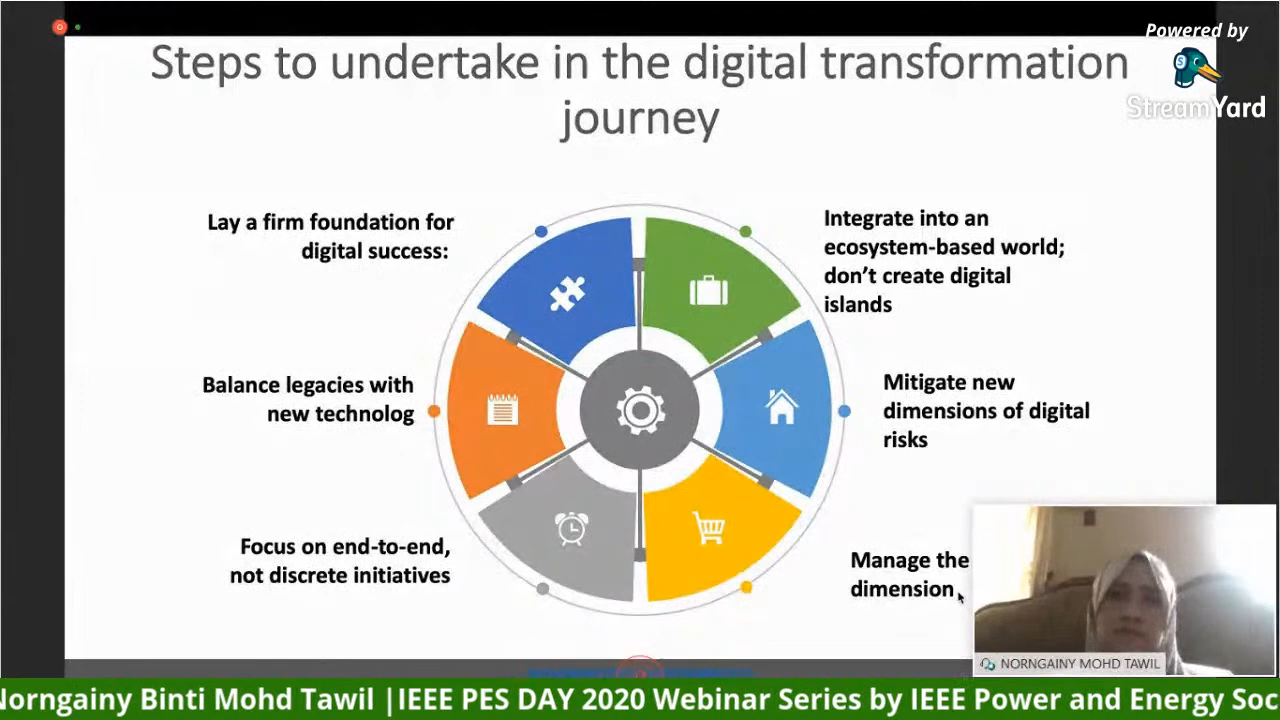 Powered by
StreamYard
Steps to undertake in the digital transformation
journey
Lay a firm foundation for
digital success:
Integrate into an
ecosystem-based world;
don't create digital
islands
Balance legacies with
new technolog
Mitigate new
dimensions of digital
risks
Focus on end-to-end,
not discrete initiatives
Manage the
dimension
NORNGAINY MOHD TAWIL
Norngainy Binti Mohd Tawil |IEEE PES DAY 2020 Webinar Series by IEEE Power and Energy Soc